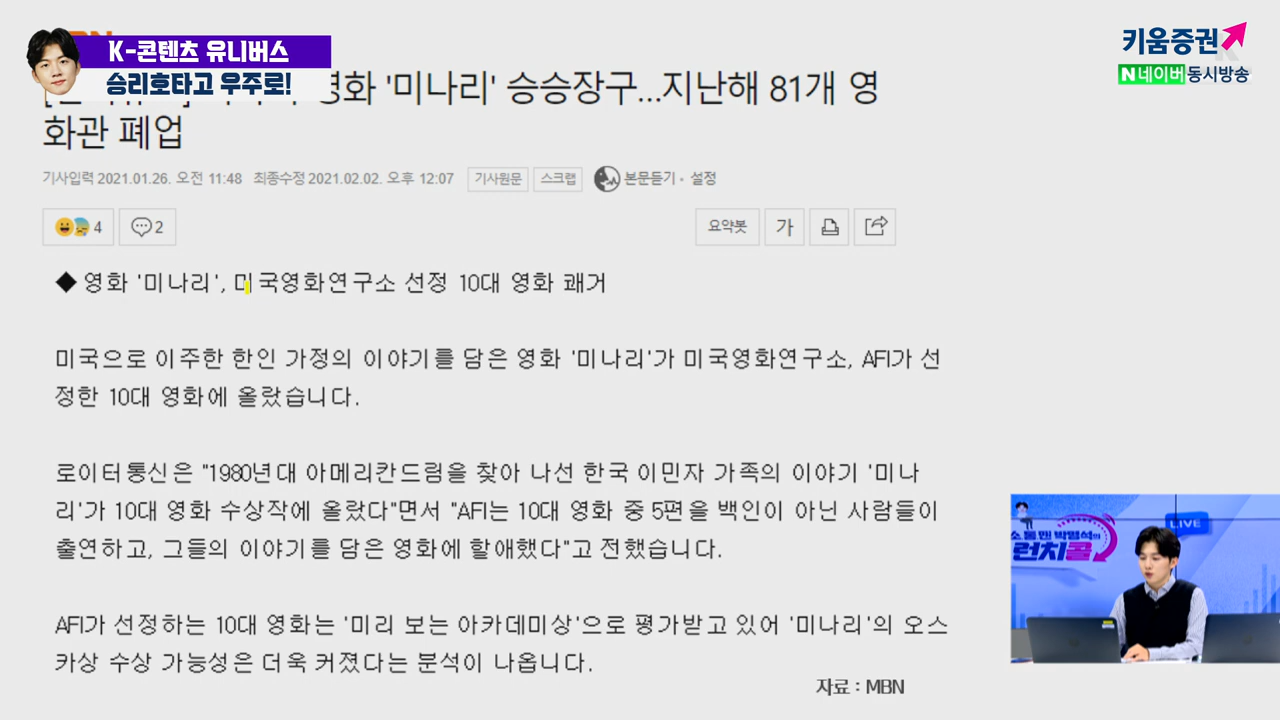 K-콘텐츠 유니버스
승리호타고 우주로!
키움증권
N 네이버 동시방송
영화 '미나리' 승승장구...지난해 81개 영
화관 폐업
기사입력 2021.01.26. 오전 11:48 최종수정 2021.02.02. 오후 12:07 기사원문 스크랩 본문듣기 · 설정
4 2 요약봇 가
◆ 영화 '미나리', 미국영화연구소 선정 10대 영화 쾌거
미국으로 이주한 한인 가정의 이야기를 담은 영화 '미나리'가 미국영화연구소, AFI가 선
정한 10대 영화에 올랐습니다.
로이터통신은 "1980년대 아메리칸드림을 찾아 나선 한국 이민자 가족의 이야기 '미나
리'가 10대 영화 수상작에 올랐다"면서 "AFI는 10대 영화 중 5편을 백인이 아닌 사람들이
출연하고, 그들의 이야기를 담은 영화에 할애했다"고 전했습니다.
AFI가 선정하는 10대 영화는 '미리 보는 아카데미상'으로 평가받고 있어 '미나리'의 오스
카상 수상 가능성은 더욱 커졌다는 분석이 나옵니다.
자료 : MBN
LIVE
런치콜